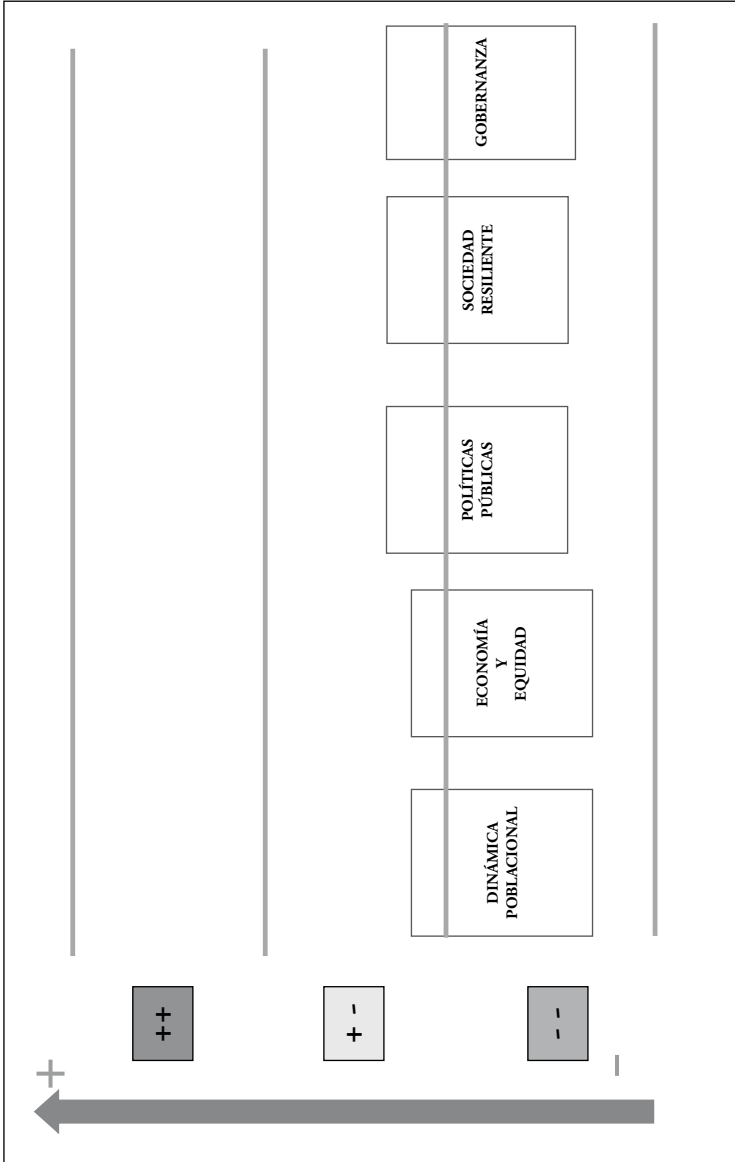 +
++
+ -
- -
–
DINÁMICA
POBLACIONAL
ECONOMÍA
Y
EQUIDAD
POLÍTICAS
PÚBLICAS
SOCIEDAD
RESILIENTE
GOBERNANZA